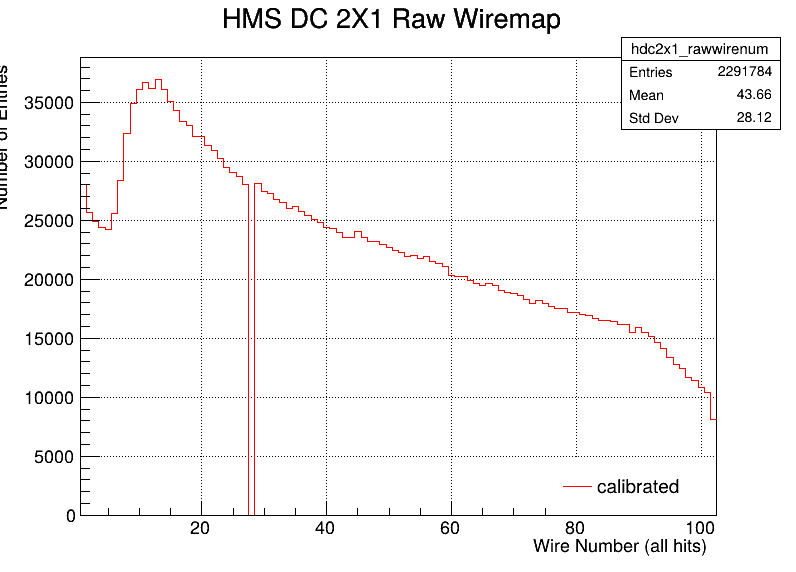 HMS DC 2X1 Raw Wiremap
hdc2x1_rawwirenum
Entries 2291784
Mean 43.66
Std Dev 28.12
Number of Entries
35000
30000
25000
20000
15000
10000
5000
0
20 40 60 80 100
Wire Number (all hits)
calibrated